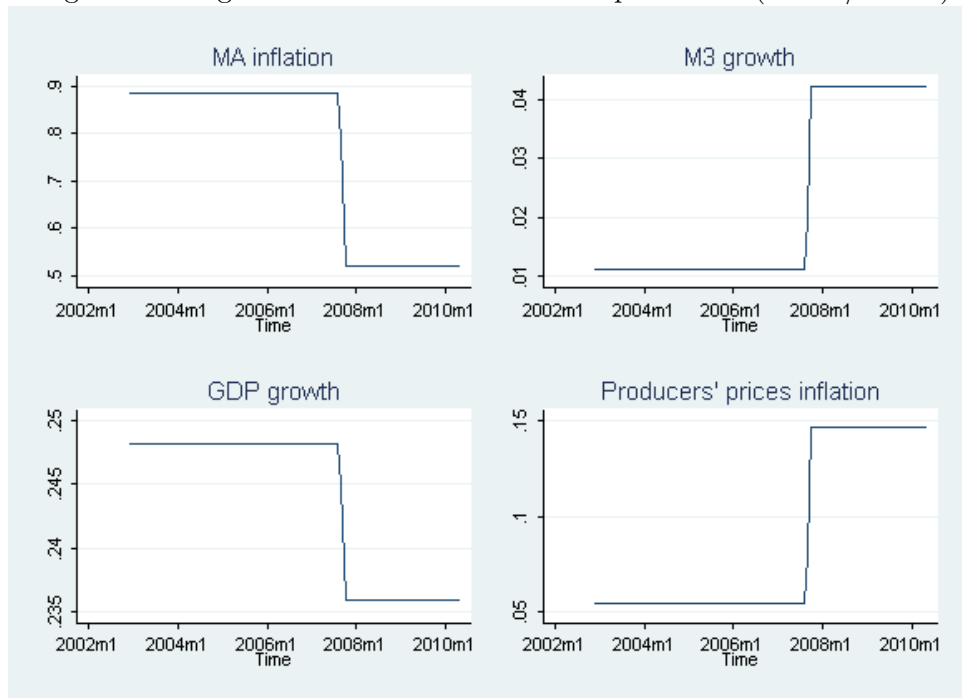 MA inflation
.9
.8
.7
.6
.5
2002m1 2004m1 2006m1 2008m1 2010m1
Time
M3 growth
.04
.03
.02
.01
2002m1 2004m1 2006m1 2008m1 2010m1
Time
GDP growth
.25
.245
.24
.235
2002m1 2004m1 2006m1 2008m1 2010m1
Time
Producers' prices inflation
.15
.1
.05
2002m1 2004m1 2006m1 2008m1 2010m1
Time